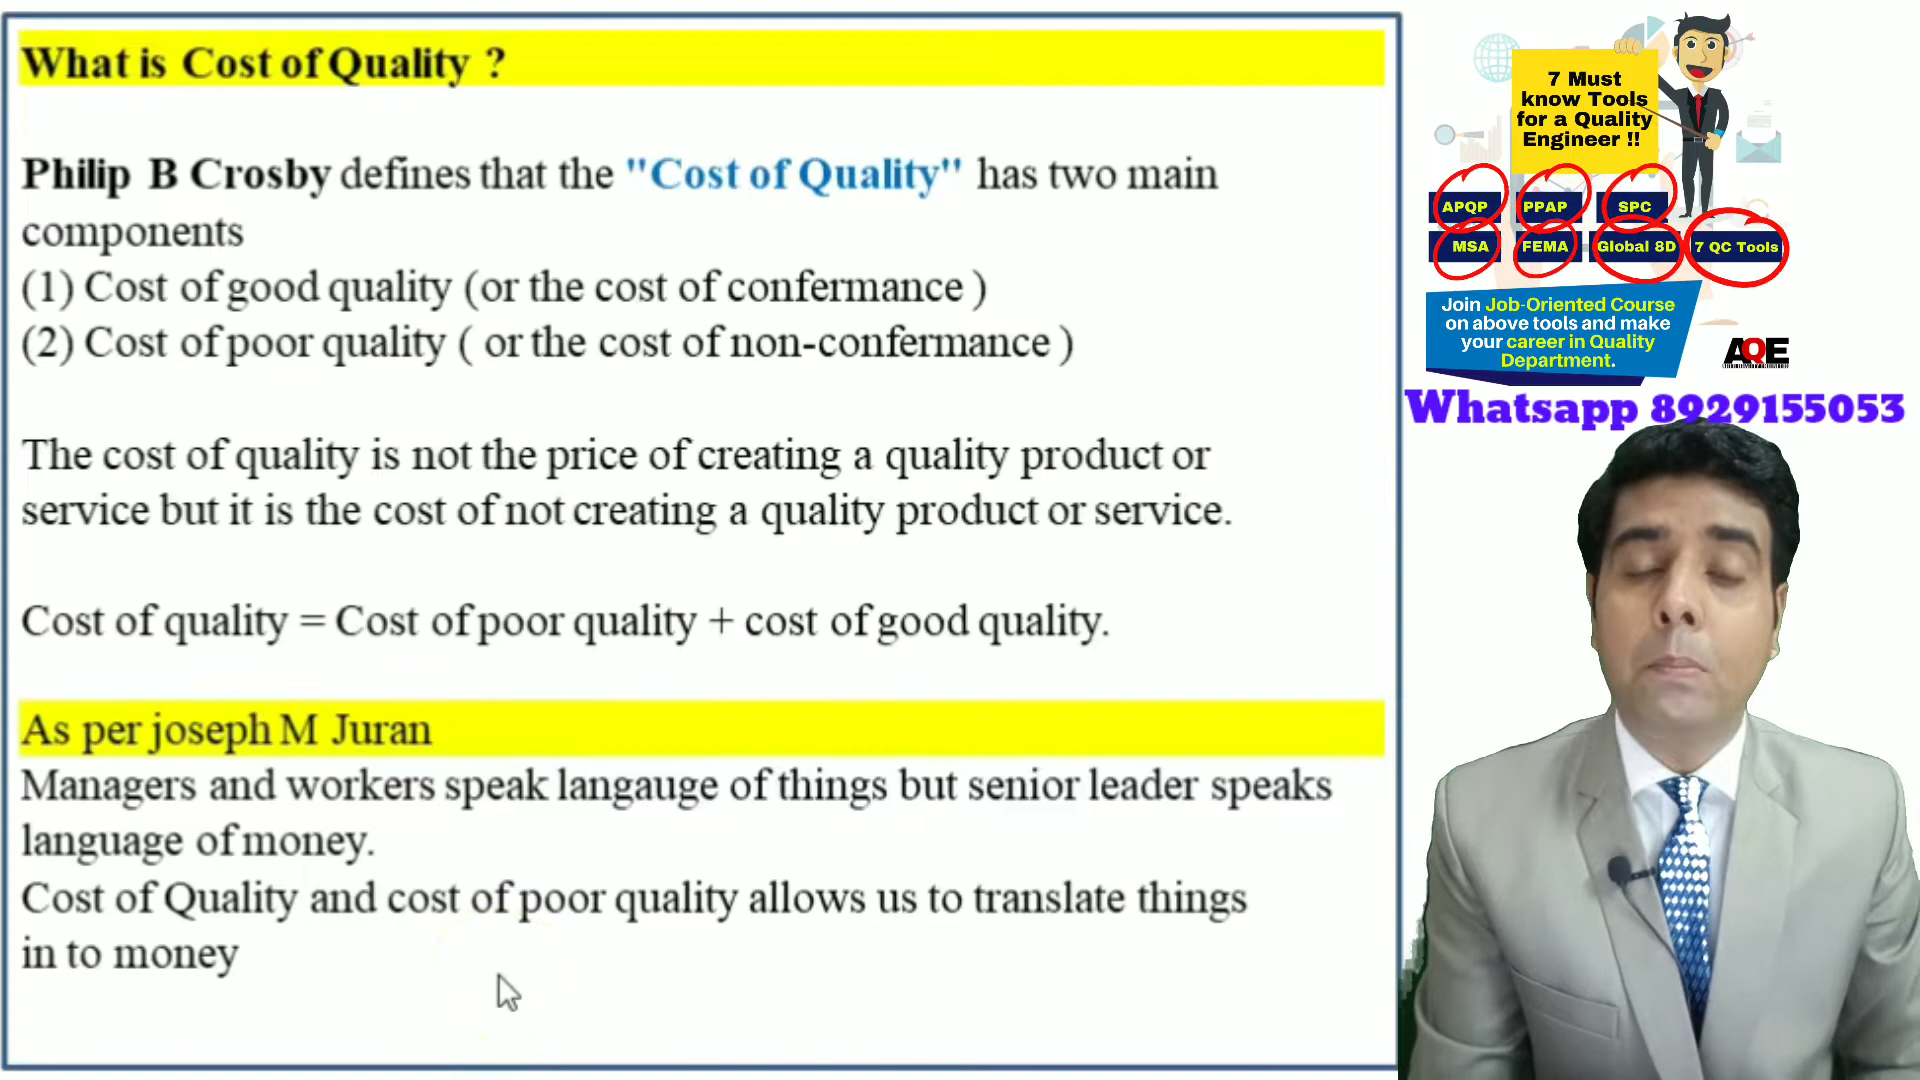 What is Cost of Quality ?
Philip B Crosby defines that the "Cost of Quality" has two main
components
(1) Cost of good quality (or the cost of confermance )
(2) Cost of poor quality ( or the cost of non-confermance )
The cost of quality is not the price of creating a quality product or
service but it is the cost of not creating a quality product or service.
Cost of quality = Cost of poor quality + cost of good quality.
As per joseph M Juran
Managers and workers speak langauge of things but senior leader speaks
language of money.
Cost of Quality and cost of poor quality allows us to translate things
in to money
7 Must
know Tools
for a Quality
Engineer !!
APQP PPAP SPC
MSA FEMA Global 8D 7 QC Tools
Join Job-Oriented Course
on above tools and make
your career in Quality
Department.
AQE
Whatsapp 8929155053